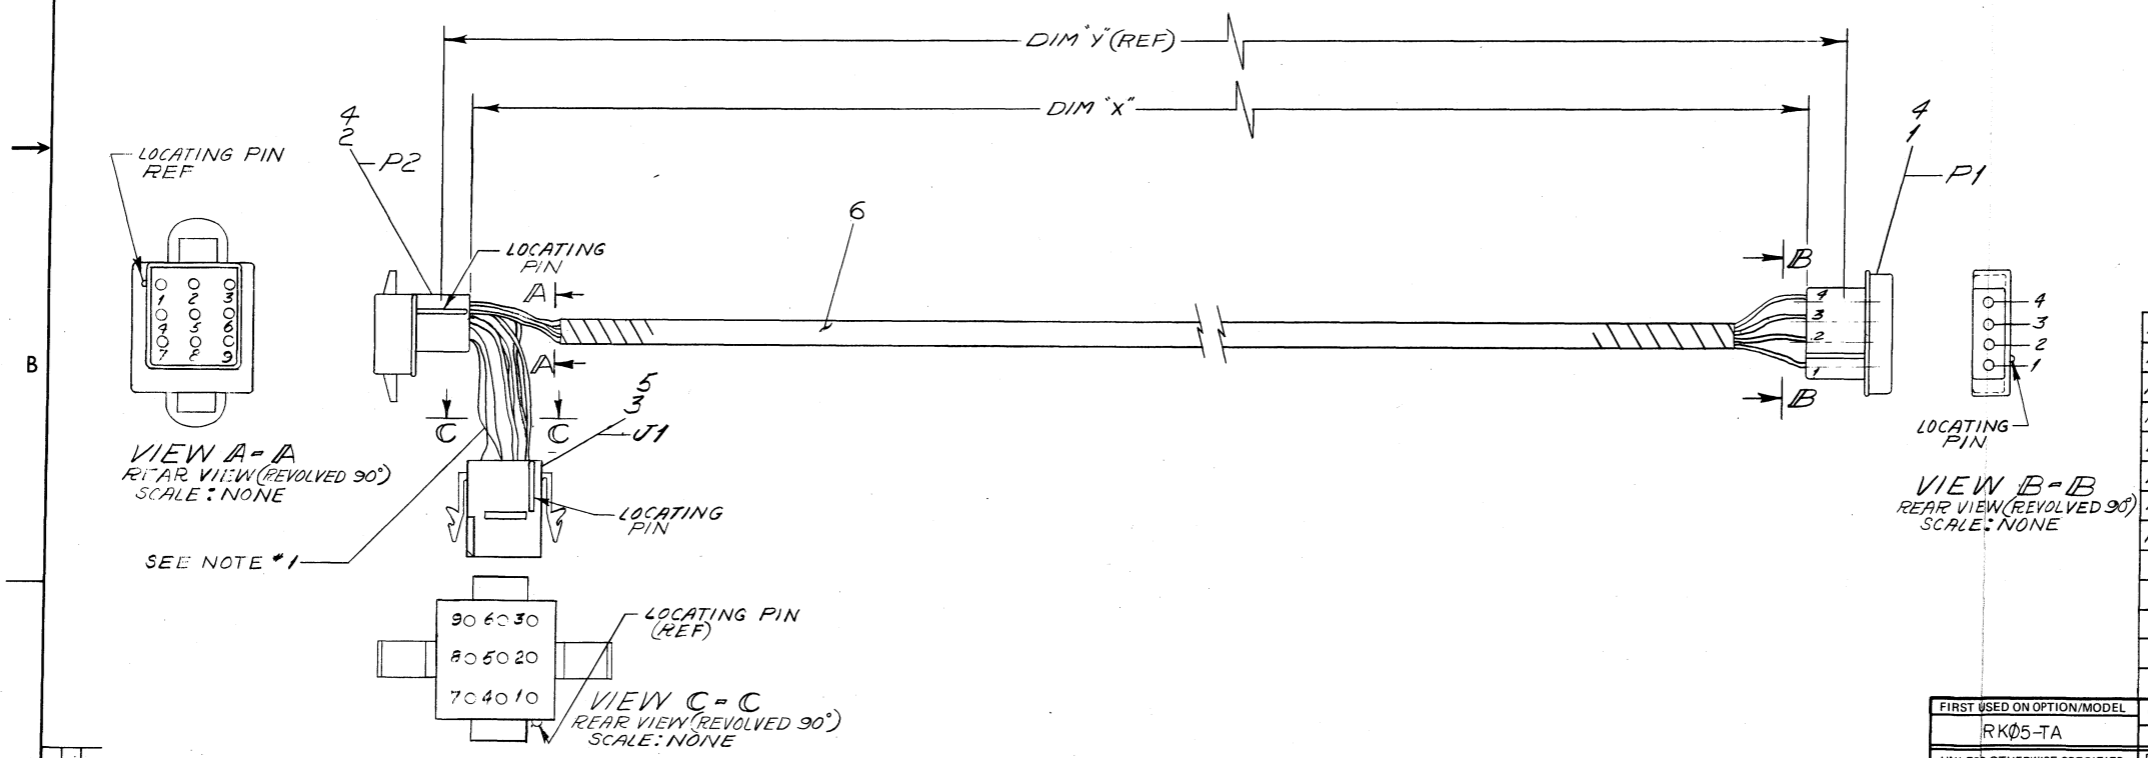 DIM "Y" (REF)
DIM "X"
4
2
P2
LOCATING PIN
REF
1 2 3
4 5 6
7 8 9
VIEW A-A
REAR VIEW (REVOLVED 90°)
SCALE: NONE
LOCATING
PIN
A
A
6
C
C
5
3
J1
LOCATING
PIN
SEE NOTE #1
9 6 3
8 5 2
7 4 1
LOCATING PIN
(REF)
VIEW C-C
REAR VIEW (REVOLVED 90°)
SCALE: NONE
4
1
P1
B
B
4
3
2
1
4
3
2
1
LOCATING
PIN
VIEW B-B
REAR VIEW (REVOLVED 90°)
SCALE: NONE
B
FIRST USED ON OPTION/MODEL
RKØ5-TA